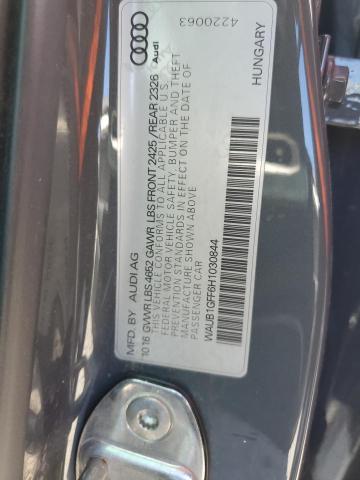 MFD. BY AUDI AG
10 16 GVWR LBS 4652 GAWR LBS FRONT 2425 /REAR 2326
THIS VEHICLE CONFORMS TO ALL APPLICABLE U.S.
FEDERAL MOTOR VEHICLE SAFETY, BUMPER AND THEFT
PREVENTION STANDARDS IN EFFECT ON THE DATE OF
MANUFACTURE SHOWN ABOVE
PASSENGER CAR
WAUB1GFF6H1030844
HUNGARY
Audi
4220063